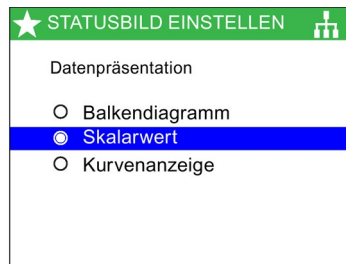 STATUSBILD EINSTELLEN
Datenpräsentation
Balkendiagramm
Skalarwert
Kurvenanzeige